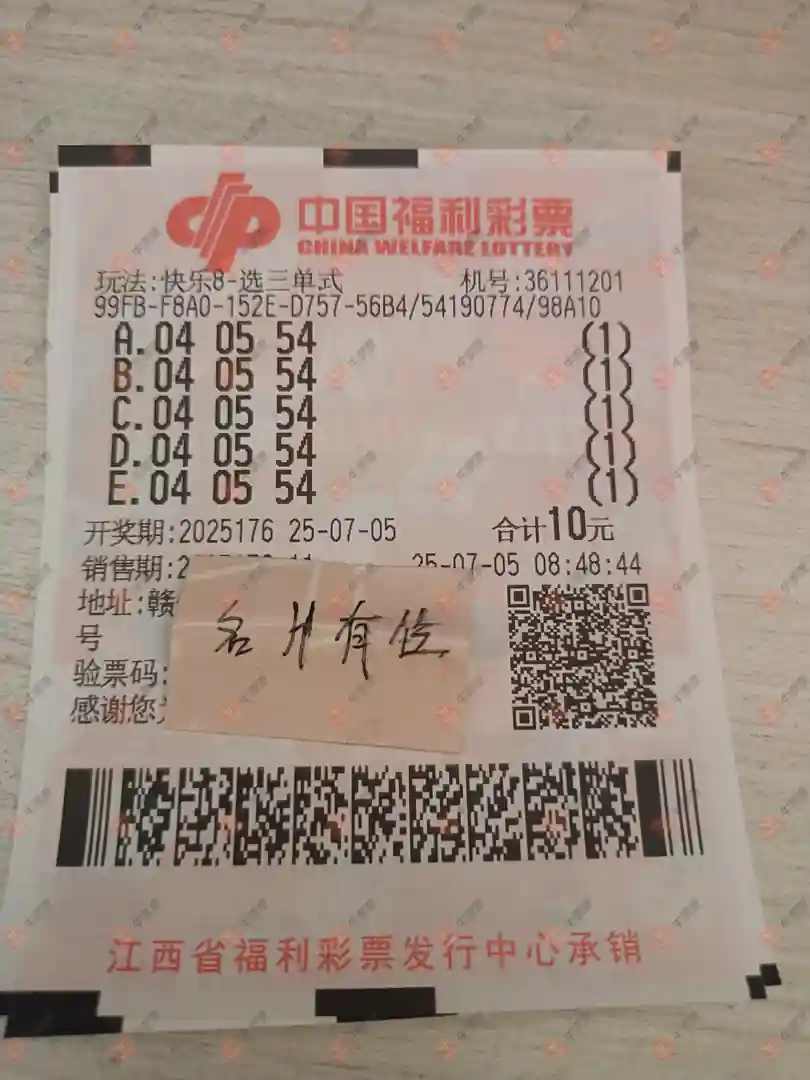 中国福利彩票
CHINA WELFARE LOTTERY
玩法:快乐8-选三单式 机号:36111201
99FB-F8A0-152E-D757-56B4/54190774/98A10
A.04 05 54 (1)
B.04 05 54 (1)
C.04 05 54 (1)
D.04 05 54 (1)
E.04 05 54 (1)
开奖期:2025176 25-07-05 合计10元
销售期:2 25-07-05 08:48:44
地址:赣
号
名片有位
验票码:
感谢您
江西省福利彩票发行中心承销